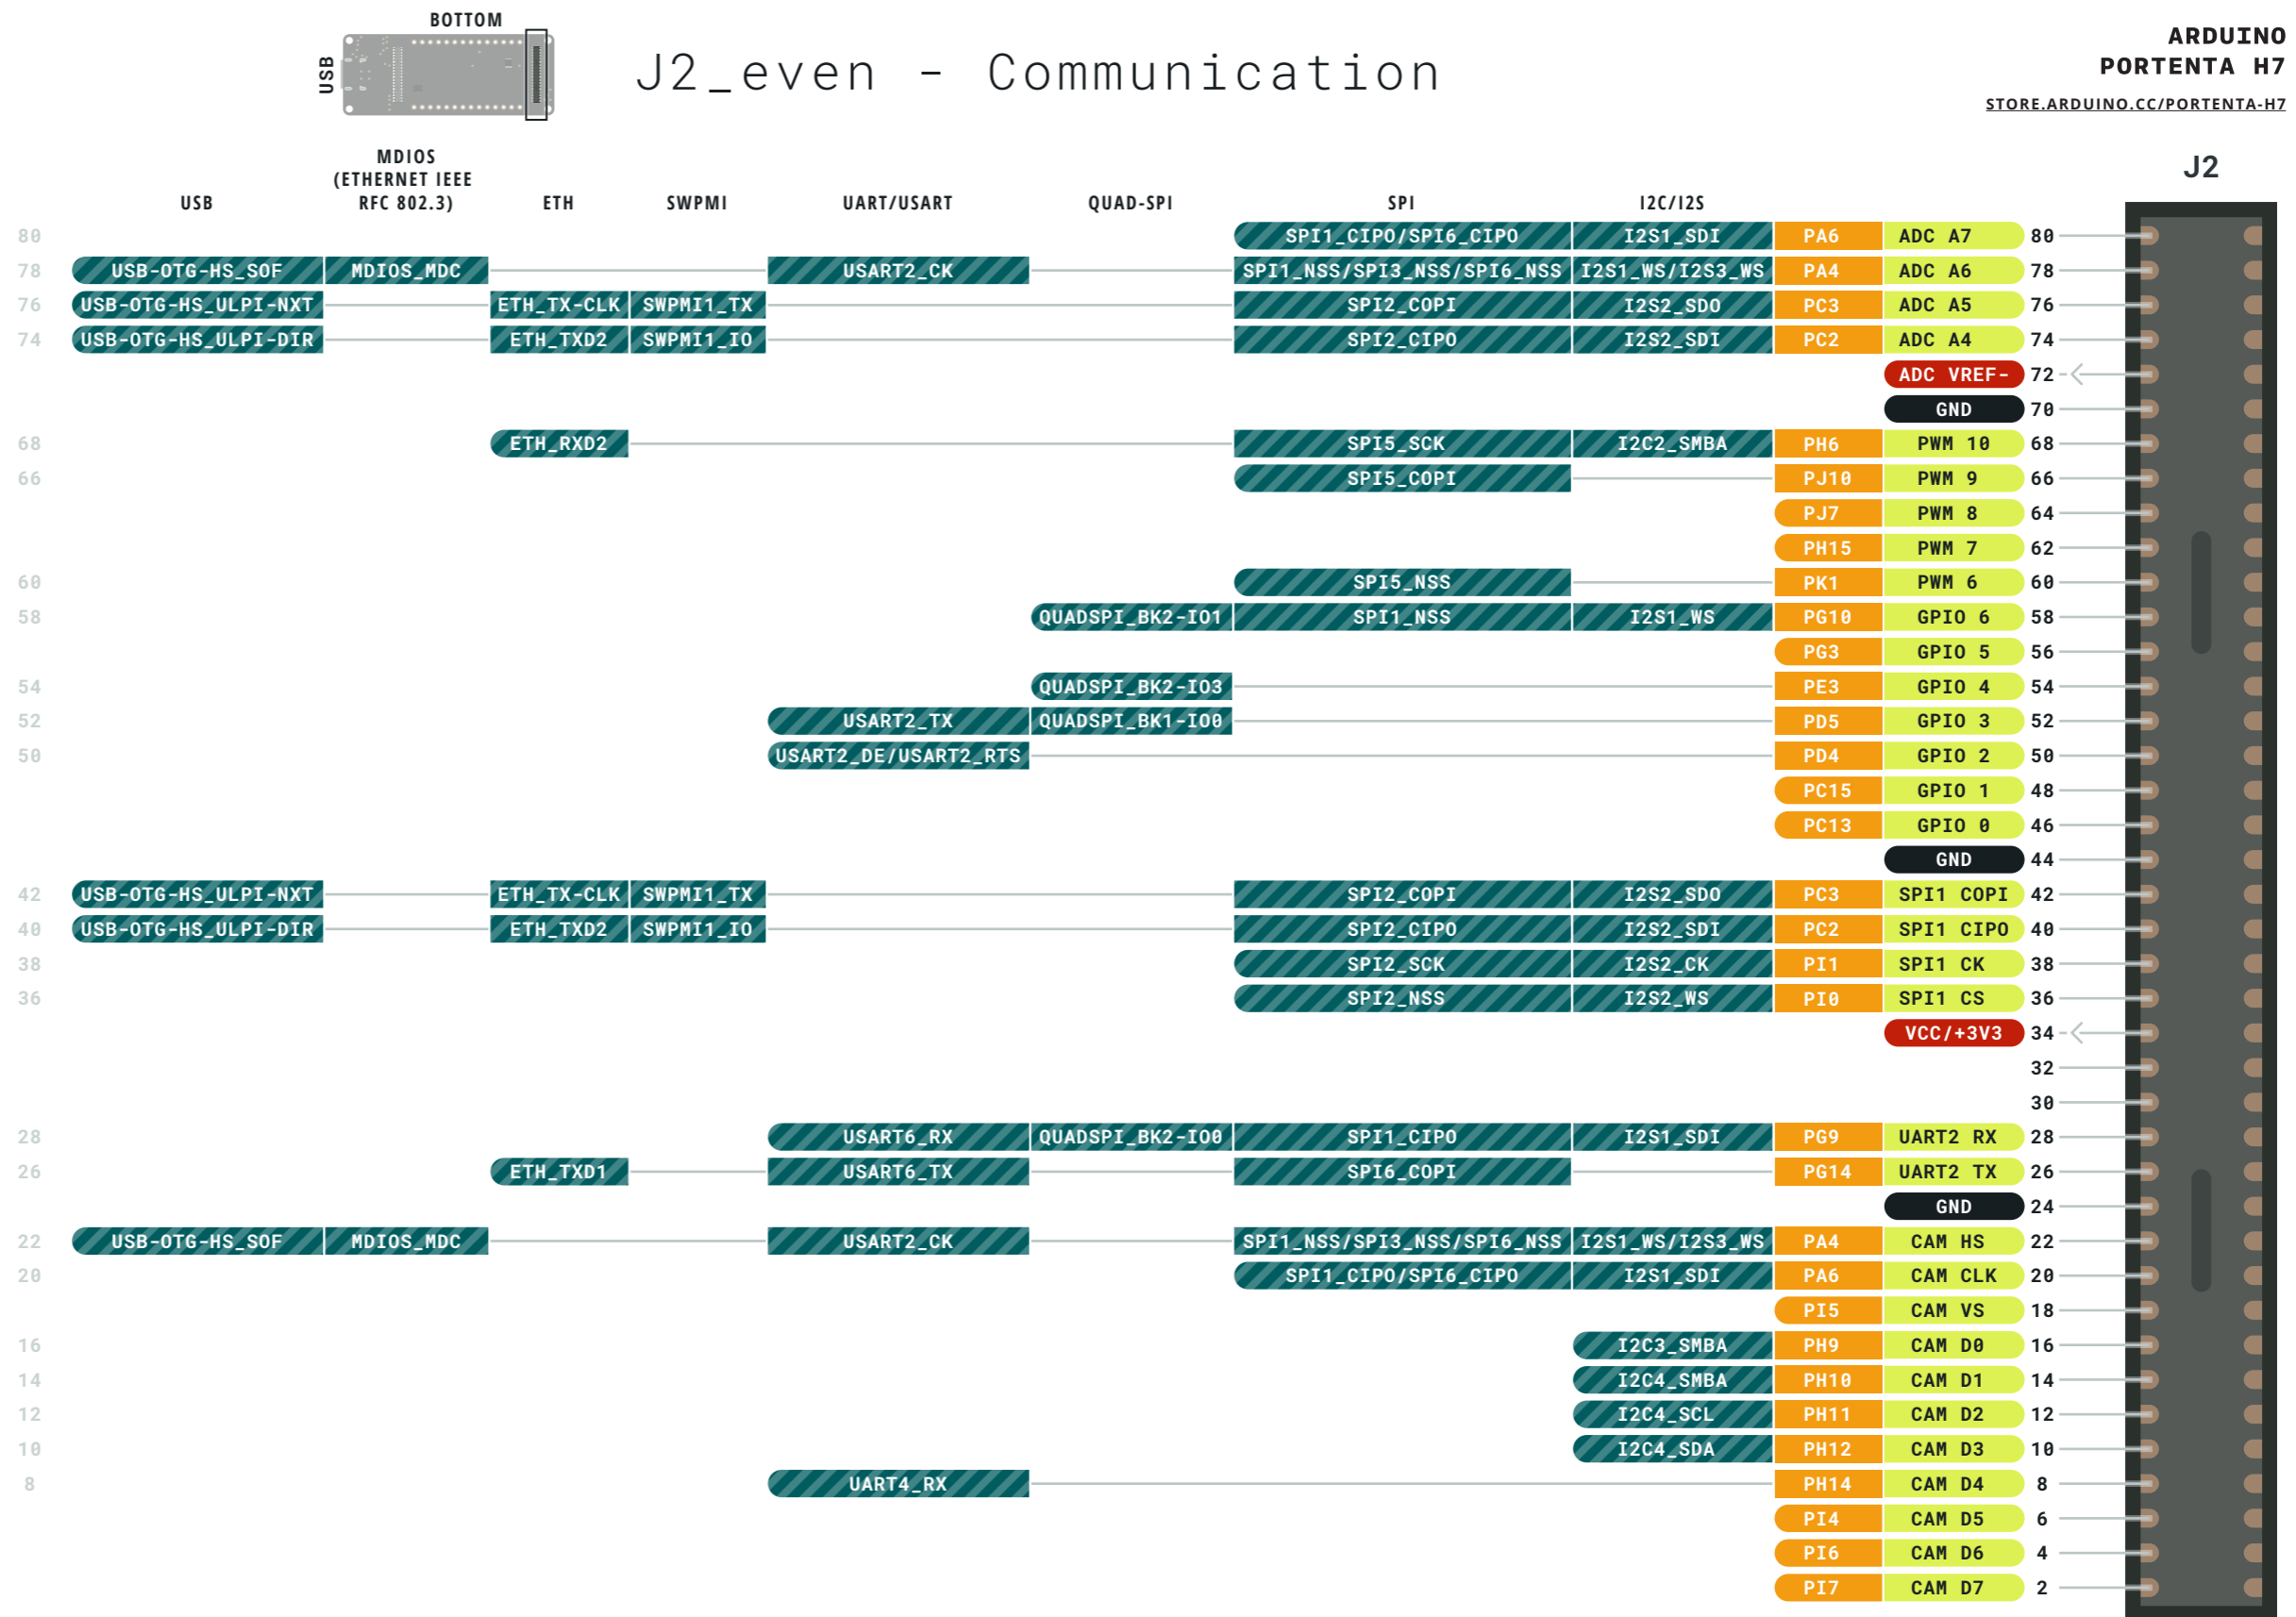 BOTTOM
USB
J2_even - Communication
ARDUINO
PORTENTA H7
STORE.ARDUINO.CC/PORTENTA-H7
J2
USB MDIOS (ETHERNET IEEE RFC 802.3) ETH SWPMI UART/USART QUAD-SPI SPI I2C/I2S
80 SPI1_CIPO/SPI6_CIPO I2S1_SDI PA6 ADC A7 80
78 USB-OTG-HS_SOF MDIOS_MDC USART2_CK SPI1_NSS/SPI3_NSS/SPI6_NSS I2S1_WS/I2S3_WS PA4 ADC A6 78
76 USB-OTG-HS_ULPI-NXT ETH_TX-CLK SWPMI1_TX SPI2_COPI I2S2_SDO PC3 ADC A5 76
74 USB-OTG-HS_ULPI-DIR ETH_TXD2 SWPMI1_IO SPI2_CIPO I2S2_SDI PC2 ADC A4 74
ADC VREF- 72
GND 70
68 ETH_RXD2 SPI5_SCK I2C2_SMBA PH6 PWM 10 68
66 SPI5_COPI PJ10 PWM 9 66
PJ7 PWM 8 64
PH15 PWM 7 62
60 SPI5_NSS PK1 PWM 6 60
58 QUADSPI_BK2-IO1 SPI1_NSS I2S1_WS PG10 GPIO 6 58
PG3 GPIO 5 56
54 QUADSPI_BK2-IO3 PE3 GPIO 4 54
52 USART2_TX QUADSPI_BK1-IO0 PD5 GPIO 3 52
50 USART2_DE/USART2_RTS PD4 GPIO 2 50
PC15 GPIO 1 48
PC13 GPIO 0 46
GND 44
42 USB-OTG-HS_ULPI-NXT ETH_TX-CLK SWPMI1_TX SPI2_COPI I2S2_SDO PC3 SPI1 COPI 42
40 USB-OTG-HS_ULPI-DIR ETH_TXD2 SWPMI1_IO SPI2_CIPO I2S2_SDI PC2 SPI1 CIPO 40
38 SPI2_SCK I2S2_CK PI1 SPI1 CK 38
36 SPI2_NSS I2S2_WS PI0 SPI1 CS 36
VCC/+3V3 34
32
30
28 USART6_RX QUADSPI_BK2-IO0 SPI1_CIPO I2S1_SDI PG9 UART2 RX 28
26 ETH_TXD1 USART6_TX SPI6_COPI PG14 UART2 TX 26
GND 24
22 USB-OTG-HS_SOF MDIOS_MDC USART2_CK SPI1_NSS/SPI3_NSS/SPI6_NSS I2S1_WS/I2S3_WS PA4 CAM HS 22
20 SPI1_CIPO/SPI6_CIPO I2S1_SDI PA6 CAM CLK 20
PI5 CAM VS 18
16 I2C3_SMBA PH9 CAM D0 16
14 I2C4_SMBA PH10 CAM D1 14
12 I2C4_SCL PH11 CAM D2 12
10 I2C4_SDA PH12 CAM D3 10
8 UART4_RX PH14 CAM D4 8
PI4 CAM D5 6
PI6 CAM D6 4
PI7 CAM D7 2